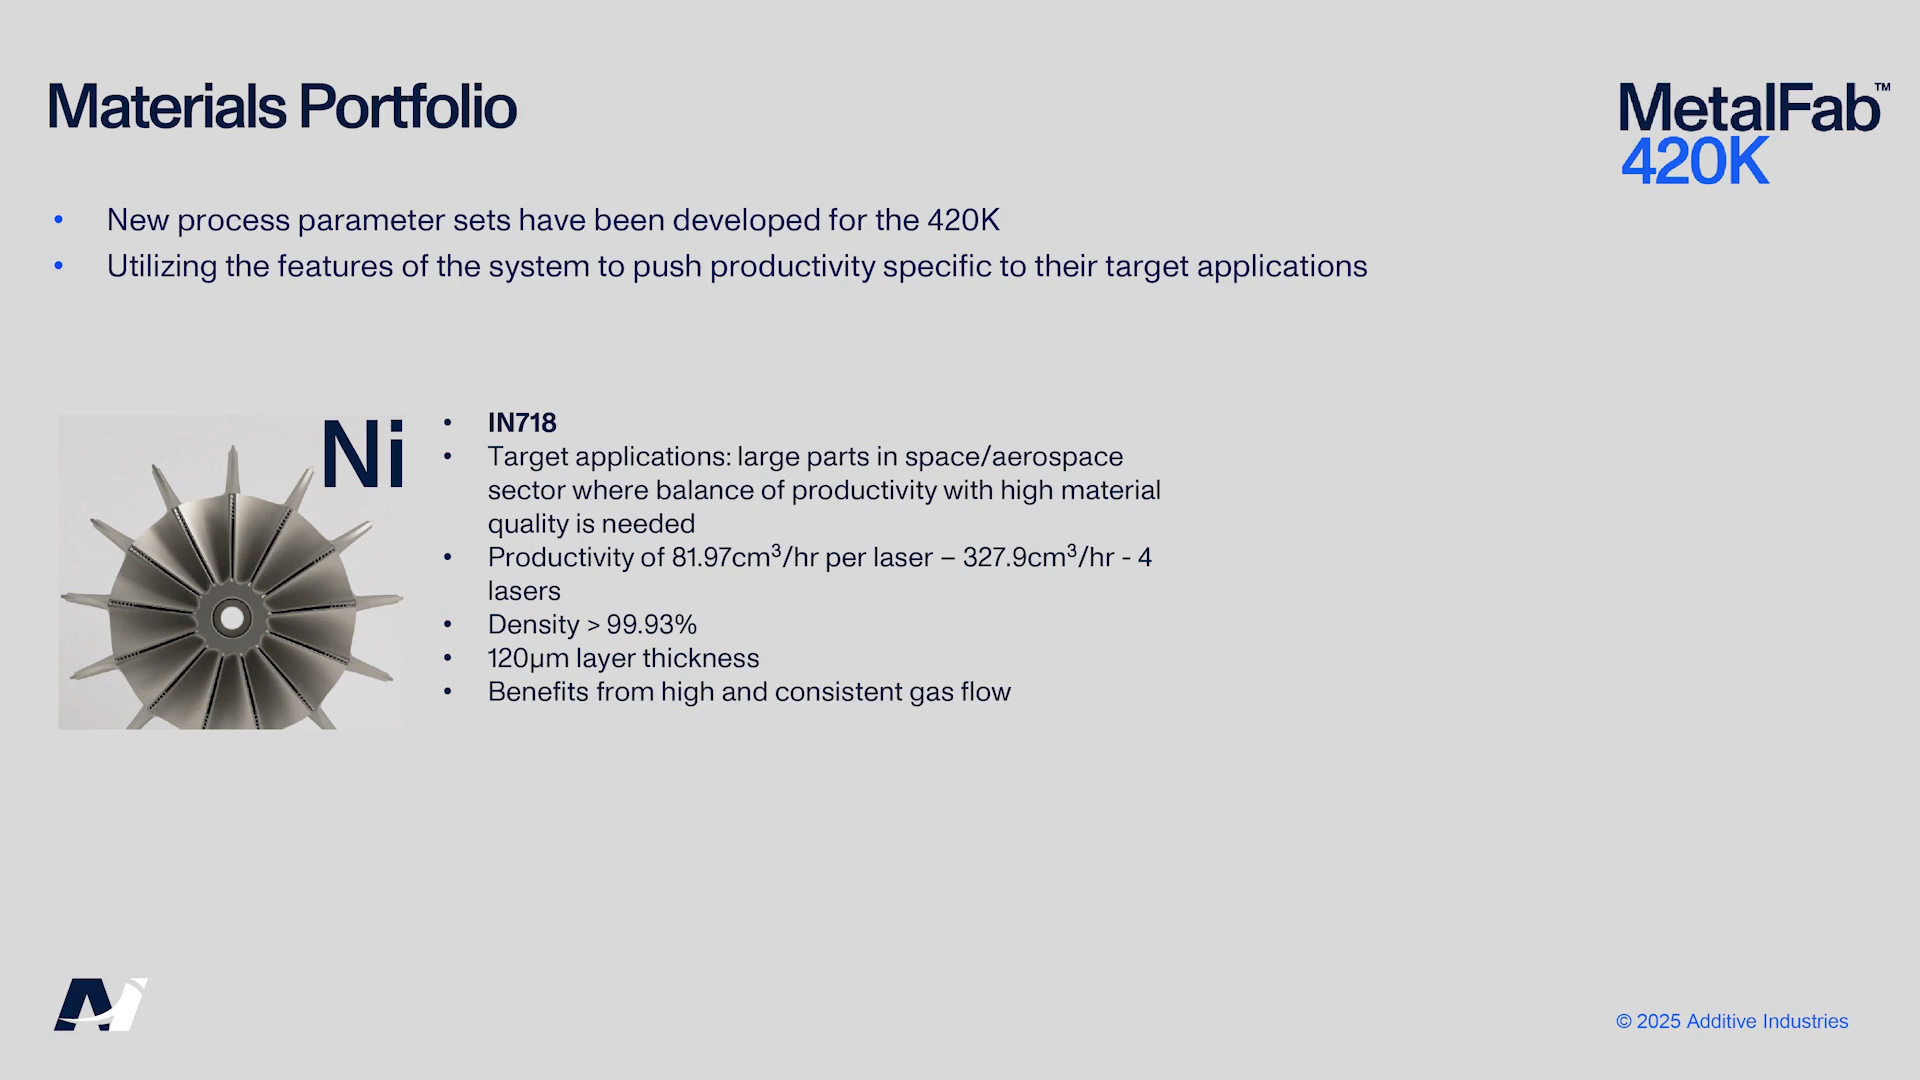 Materials Portfolio
MetalFab™
420K
• New process parameter sets have been developed for the 420K
• Utilizing the features of the system to push productivity specific to their target applications
Ni
• IN718
• Target applications: large parts in space/aerospace
sector where balance of productivity with high material
quality is needed
• Productivity of 81.97cm³/hr per laser – 327.9cm³/hr - 4
lasers
• Density > 99.93%
• 120µm layer thickness
• Benefits from high and consistent gas flow
Ai
© 2025 Additive Industries